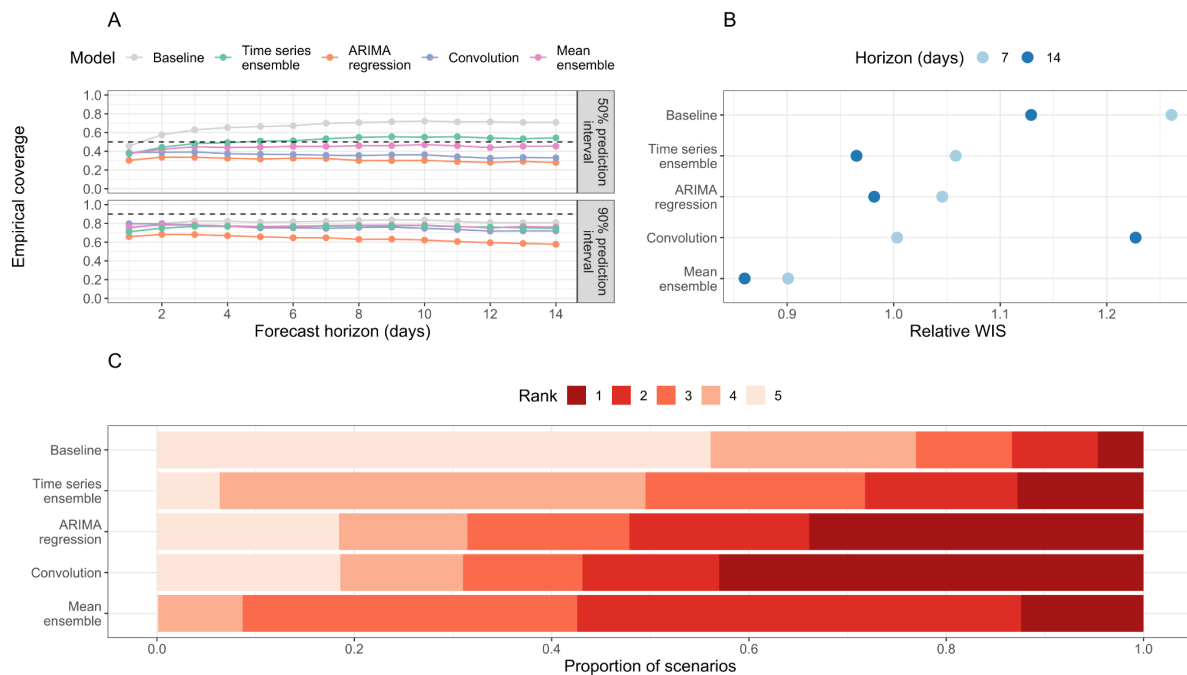 A
Model Baseline Time series ensemble ARIMA regression Convolution Mean ensemble
Empirical coverage
1.0
0.8
0.6
0.4
0.2
0.0
50% prediction interval
1.0
0.8
0.6
0.4
0.2
0.0
90% prediction interval
2 4 6 8 10 12 14
Forecast horizon (days)
B
Horizon (days) 7 14
Baseline
Time series
ensemble
ARIMA
regression
Convolution
Mean
ensemble
0.9 1.0 1.1 1.2
Relative WIS
C
Rank 1 2 3 4 5
Baseline
Time series
ensemble
ARIMA
regression
Convolution
Mean
ensemble
0.0 0.2 0.4 0.6 0.8 1.0
Proportion of scenarios